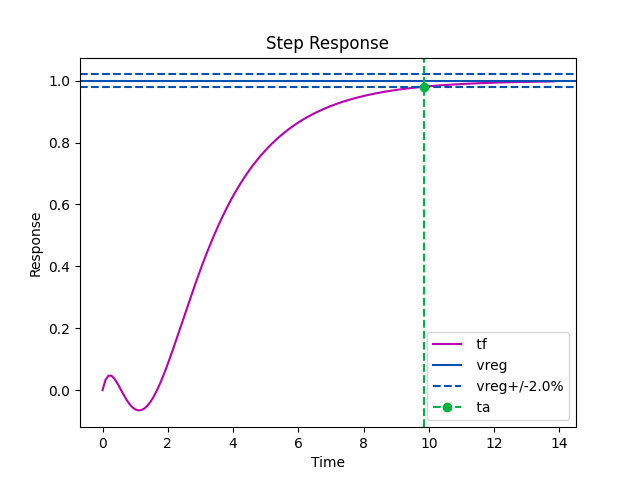 Step Response
Response
1.0
0.8
0.6
0.4
0.2
0.0
tf
vreg
vreg+/-2.0%
ta
0 2 4 6 8 10 12 14
Time